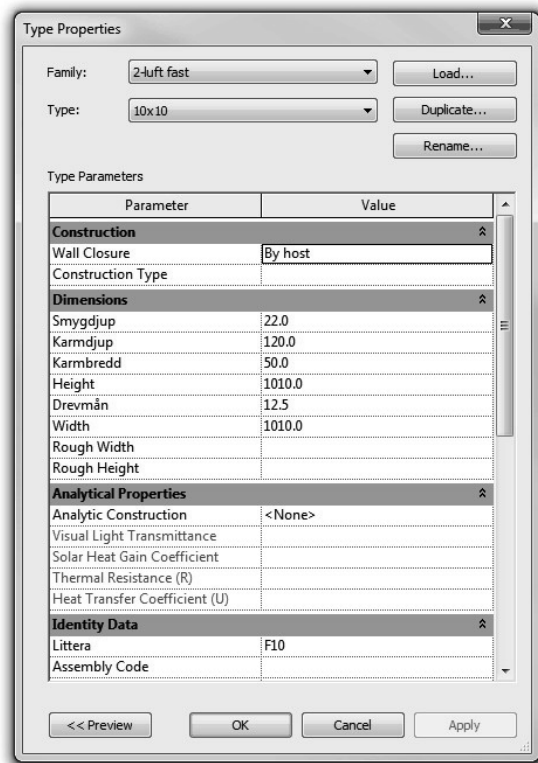 Type Properties
x
Family: 2-luft fast Load...
Type: 10x10 Duplicate...
Rename...
Type Parameters
Parameter Value
Construction
Wall Closure By host
Construction Type
Dimensions
Smygdjup 22.0
Karmdjup 120.0
Karmbredd 50.0
Height 1010.0
Drevmån 12.5
Width 1010.0
Rough Width
Rough Height
Analytical Properties
Analytic Construction <None>
Visual Light Transmittance
Solar Heat Gain Coefficient
Thermal Resistance (R)
Heat Transfer Coefficient (U)
Identity Data
Littera F10
Assembly Code
<< Preview OK Cancel Apply